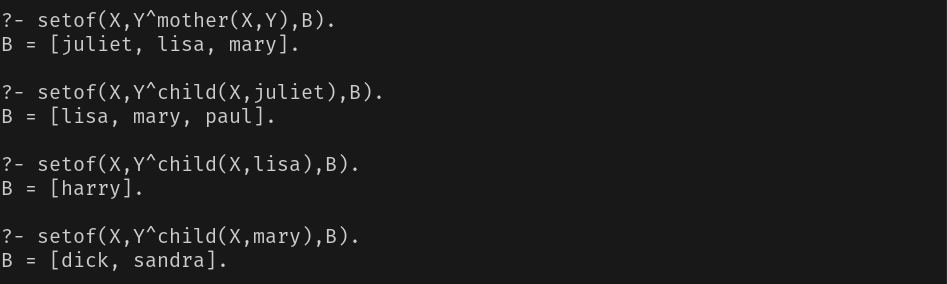 ?- setof(X,Y^mother(X,Y),B).
B = [juliet, lisa, mary].
?- setof(X,Y^child(X,juliet),B).
B = [lisa, mary, paul].
?- setof(X,Y^child(X,lisa),B).
B = [harry].
?- setof(X,Y^child(X,mary),B).
B = [dick, sandra].